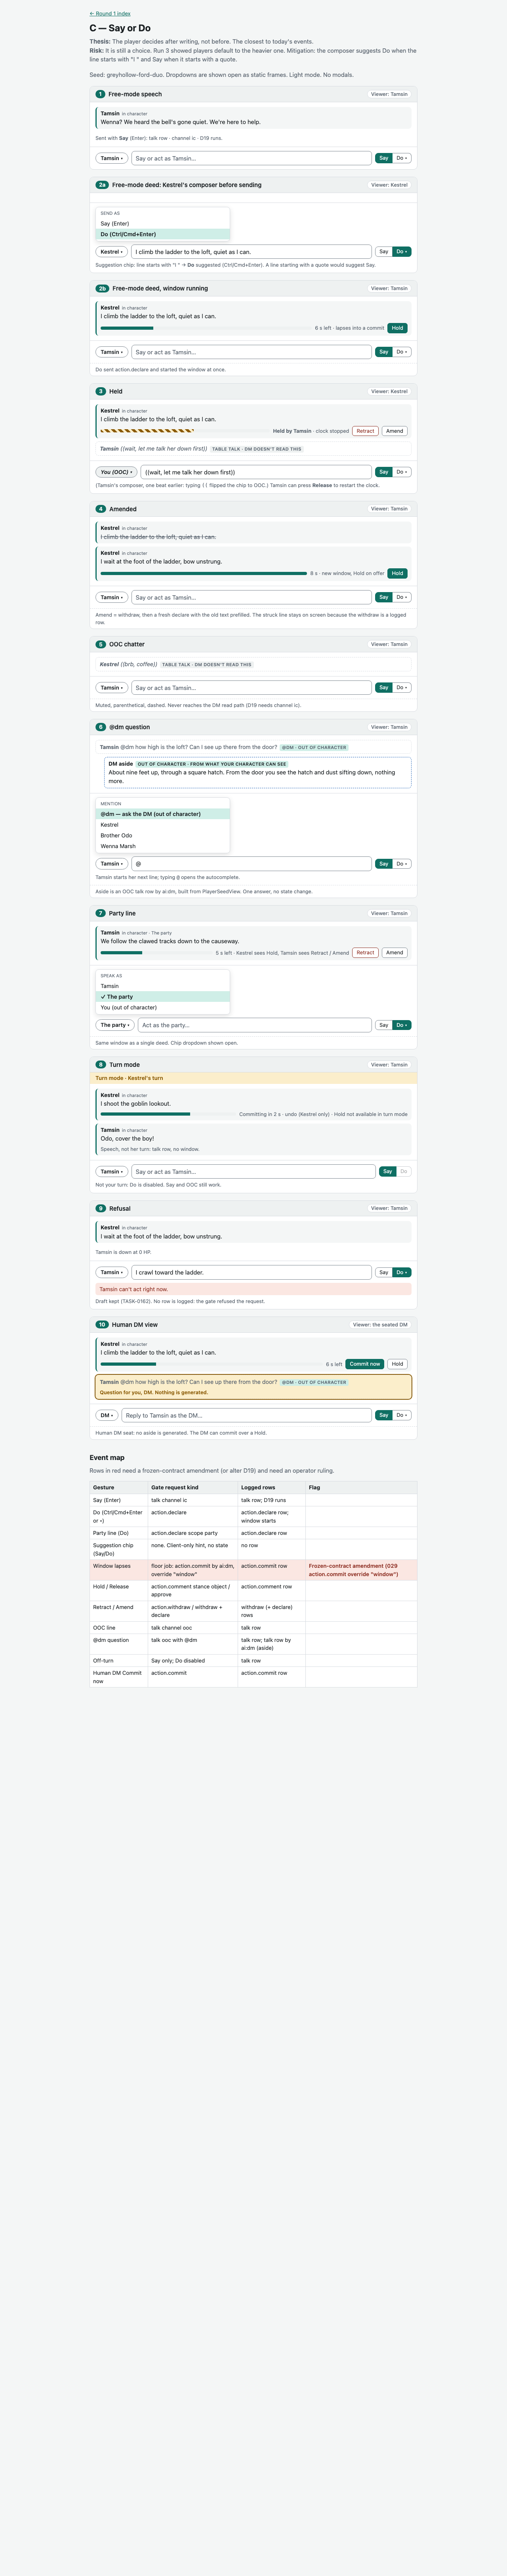 ← Round 1 index
C — Say or Do
Thesis: The player decides after writing, not before. The closest to today's events.
Risk: It is still a choice. Run 3 showed players default to the heavier one. Mitigation: the composer suggests Do when the
line starts with "I " and Say when it starts with a quote.
Seed: greyhollow-ford-duo. Dropdowns are shown open as static frames. Light mode. No modals.
1 Free-mode speech Viewer: Tamsin
Tamsin in character
Wenna? We heard the bell's gone quiet. We're here to help.
Sent with Say (Enter): talk row · channel ic · D19 runs.
Tamsin ▾ Say or act as Tamsin… Say Do ▾
2a Free-mode deed: Kestrel's composer before sending Viewer: Kestrel
SEND AS
Say (Enter)
Do (Ctrl/Cmd+Enter)
Kestrel ▾ I climb the ladder to the loft, quiet as I can. Say Do ▾
Suggestion chip: line starts with "I " → Do suggested (Ctrl/Cmd+Enter). A line starting with a quote would suggest Say.
2b Free-mode deed, window running Viewer: Tamsin
Kestrel in character
I climb the ladder to the loft, quiet as I can.
6 s left · lapses into a commit Hold
Tamsin ▾ Say or act as Tamsin… Say Do ▾
Do sent action.declare and started the window at once.
3 Held Viewer: Kestrel
Kestrel in character
I climb the ladder to the loft, quiet as I can.
Held by Tamsin · clock stopped Retract Amend
Tamsin ((wait, let me talk her down first)) TABLE TALK · DM DOESN'T READ THIS
You (OOC) ▾ ((wait, let me talk her down first)) Say Do ▾
(Tamsin's composer, one beat earlier: typing (( flipped the chip to OOC.) Tamsin can press Release to restart the clock.
4 Amended Viewer: Tamsin
Kestrel in character
I climb the ladder to the loft, quiet as I can.
Kestrel in character
I wait at the foot of the ladder, bow unstrung.
8 s · new window, Hold on offer Hold
Tamsin ▾ Say or act as Tamsin… Say Do ▾
Amend = withdraw, then a fresh declare with the old text prefilled. The struck line stays on screen because the withdraw is a logged
row.
5 OOC chatter Viewer: Tamsin
Kestrel ((brb, coffee)) TABLE TALK · DM DOESN'T READ THIS
Tamsin ▾ Say or act as Tamsin… Say Do ▾
Muted, parenthetical, dashed. Never reaches the DM read path (D19 needs channel ic).
6 @dm question Viewer: Tamsin
Tamsin @dm how high is the loft? Can I see up there from the door? @DM · OUT OF CHARACTER
DM aside OUT OF CHARACTER · FROM WHAT YOUR CHARACTER CAN SEE
About nine feet up, through a square hatch. From the door you see the hatch and dust sifting down, nothing
more.
MENTION
@dm — ask the DM (out of character)
Kestrel
Brother Odo
Wenna Marsh
Tamsin ▾ @ Say Do ▾
Tamsin starts her next line; typing @ opens the autocomplete.
Aside is an OOC talk row by ai:dm, built from PlayerSeedView. One answer, no state change.
7 Party line Viewer: Tamsin
Tamsin in character · The party
We follow the clawed tracks down to the causeway.
5 s left · Kestrel sees Hold, Tamsin sees Retract / Amend Retract Amend
SPEAK AS
Tamsin
✓ The party
You (out of character)
The party ▾ Act as the party… Say Do ▾
Same window as a single deed. Chip dropdown shown open.
8 Turn mode Viewer: Tamsin
Turn mode · Kestrel's turn
Kestrel in character
I shoot the goblin lookout.
Committing in 2 s · undo (Kestrel only) · Hold not available in turn mode
Tamsin in character
Odo, cover the boy!
Speech, not her turn: talk row, no window.
Tamsin ▾ Say or act as Tamsin… Say Do
Not your turn: Do is disabled. Say and OOC still work.
9 Refusal Viewer: Tamsin
Kestrel in character
I wait at the foot of the ladder, bow unstrung.
Tamsin is down at 0 HP.
Tamsin ▾ I crawl toward the ladder. Say Do ▾
Tamsin can't act right now.
Draft kept (TASK-0162). No row is logged: the gate refused the request.
10 Human DM view Viewer: the seated DM
Kestrel in character
I climb the ladder to the loft, quiet as I can.
6 s left Commit now Hold
Tamsin @dm how high is the loft? Can I see up there from the door? @DM · OUT OF CHARACTER
Question for you, DM. Nothing is generated.
DM ▾ Reply to Tamsin as the DM… Say Do ▾
Human DM seat: no aside is generated. The DM can commit over a Hold.
Event map
Rows in red need a frozen-contract amendment (or alter D19) and need an operator ruling.
Gesture Gate request kind Logged rows Flag
Say (Enter) talk channel ic talk row; D19 runs
Do (Ctrl/Cmd+Enter or ▾) action.declare action.declare row; window starts
Party line (Do) action.declare scope party action.declare row
Suggestion chip (Say/Do) none. Client-only hint, no state no row
Window lapses floor job: action.commit by ai:dm, override "window" action.commit row Frozen-contract amendment (029 action.commit override "window")
Hold / Release action.comment stance object / approve action.comment row
Retract / Amend action.withdraw / withdraw + declare withdraw (+ declare) rows
OOC line talk channel ooc talk row
@dm question talk ooc with @dm talk row; talk row by ai:dm (aside)
Off-turn Say only; Do disabled talk row
Human DM Commit now action.commit action.commit row